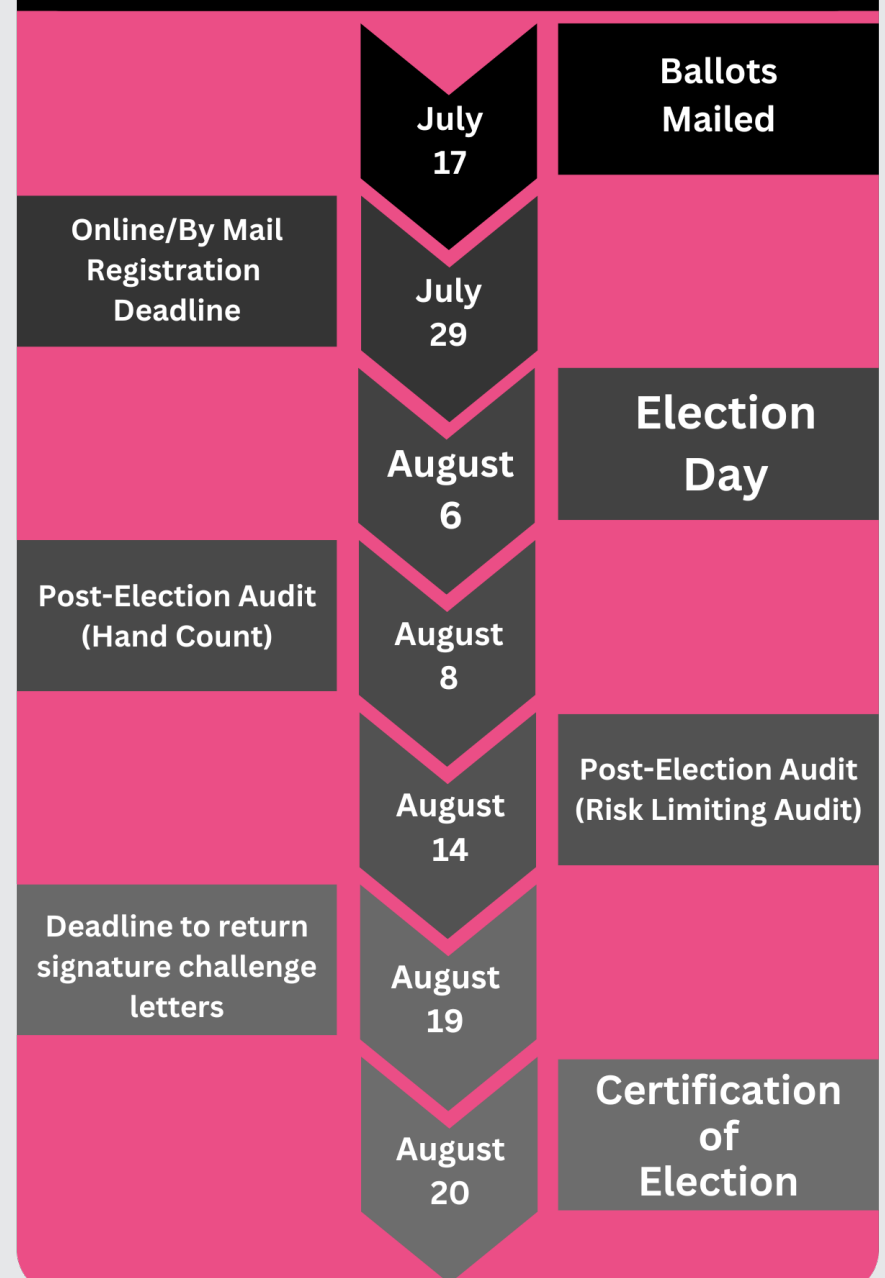 July
17
Ballots
Mailed
Online/By Mail
Registration
Deadline
July
29
August
6
Election
Day
Post-Election Audit
(Hand Count)
August
8
August
14
Post-Election Audit
(Risk Limiting Audit)
Deadline to return
signature challenge
letters
August
19
August
20
Certification
of
Election